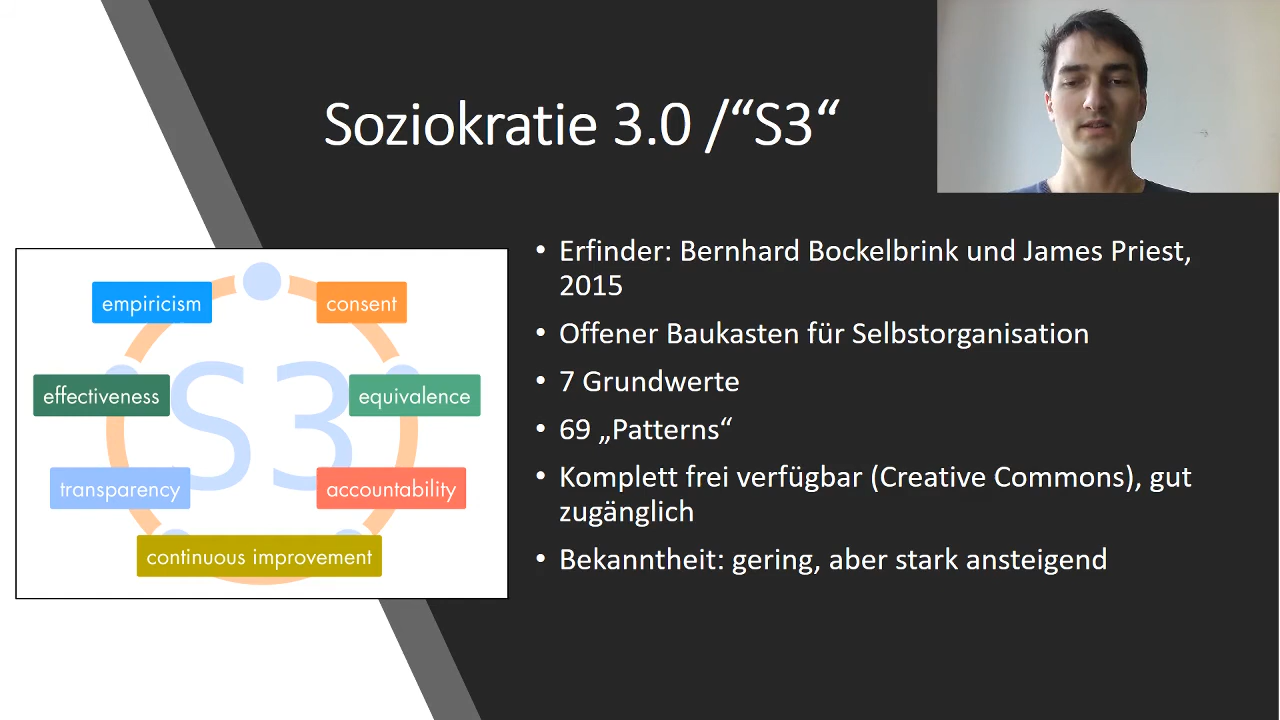 Soziokratie 3.0 /“S3“
empiricism
consent
effectiveness
S3
equivalence
transparency
accountability
continuous improvement
• Erfinder: Bernhard Bockelbrink und James Priest,
2015
• Offener Baukasten für Selbstorganisation
• 7 Grundwerte
• 69 „Patterns“
• Komplett frei verfügbar (Creative Commons), gut
zugänglich
• Bekanntheit: gering, aber stark ansteigend